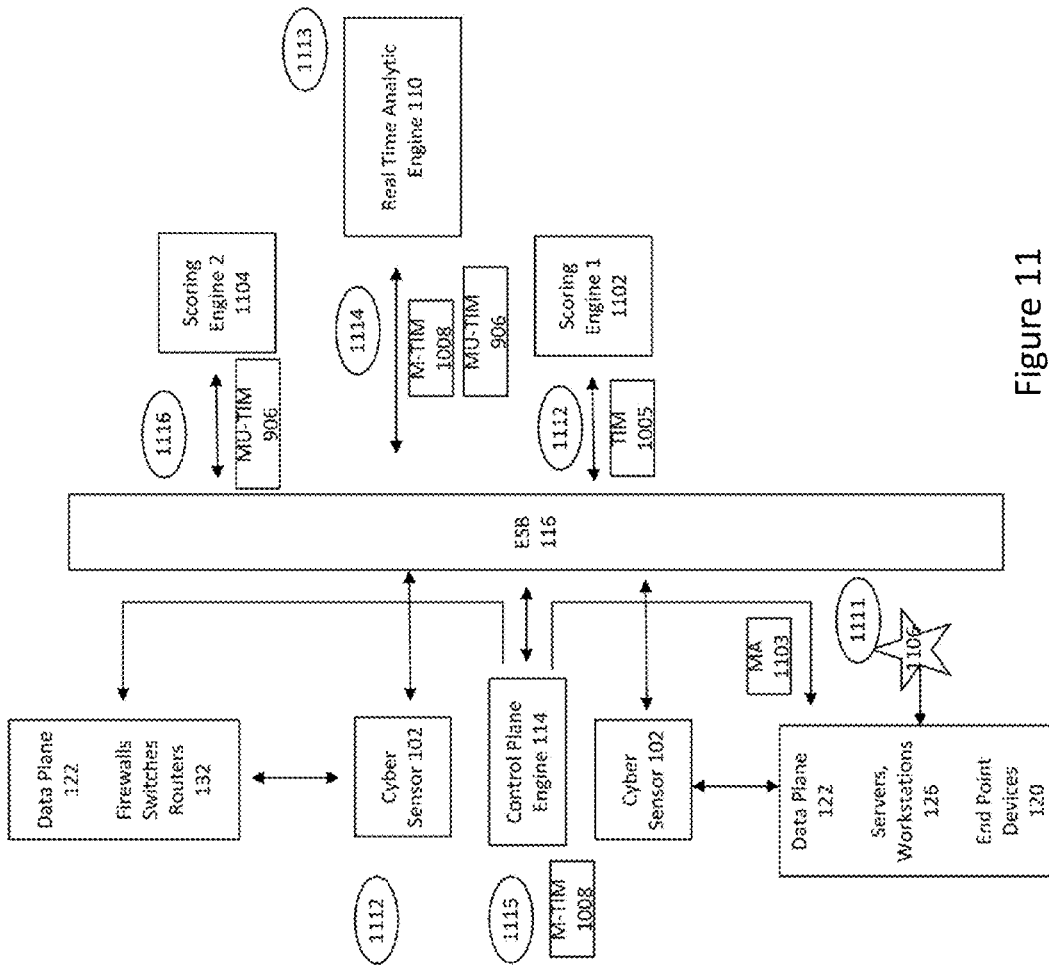 1115
M-TIM
1008
1112
Data Plane
122
Servers,
Workstations
126
End Point
Devices
120
Cyber
Sensor 102
Control Plane
Engine 114
Cyber
Sensor 102
Data Plane
122
Firewalls
Switches
Routers
132
1106
1111
MA
1103
ESB
116
1112
TIM
1005
1114
M-TIM
1008
MU-TIM
906
1116
MU-TIM
906
Scoring
Engine 1
1102
Scoring
Engine 2
1104
Real Time Analytic
Engine 110
1113
Figure 11